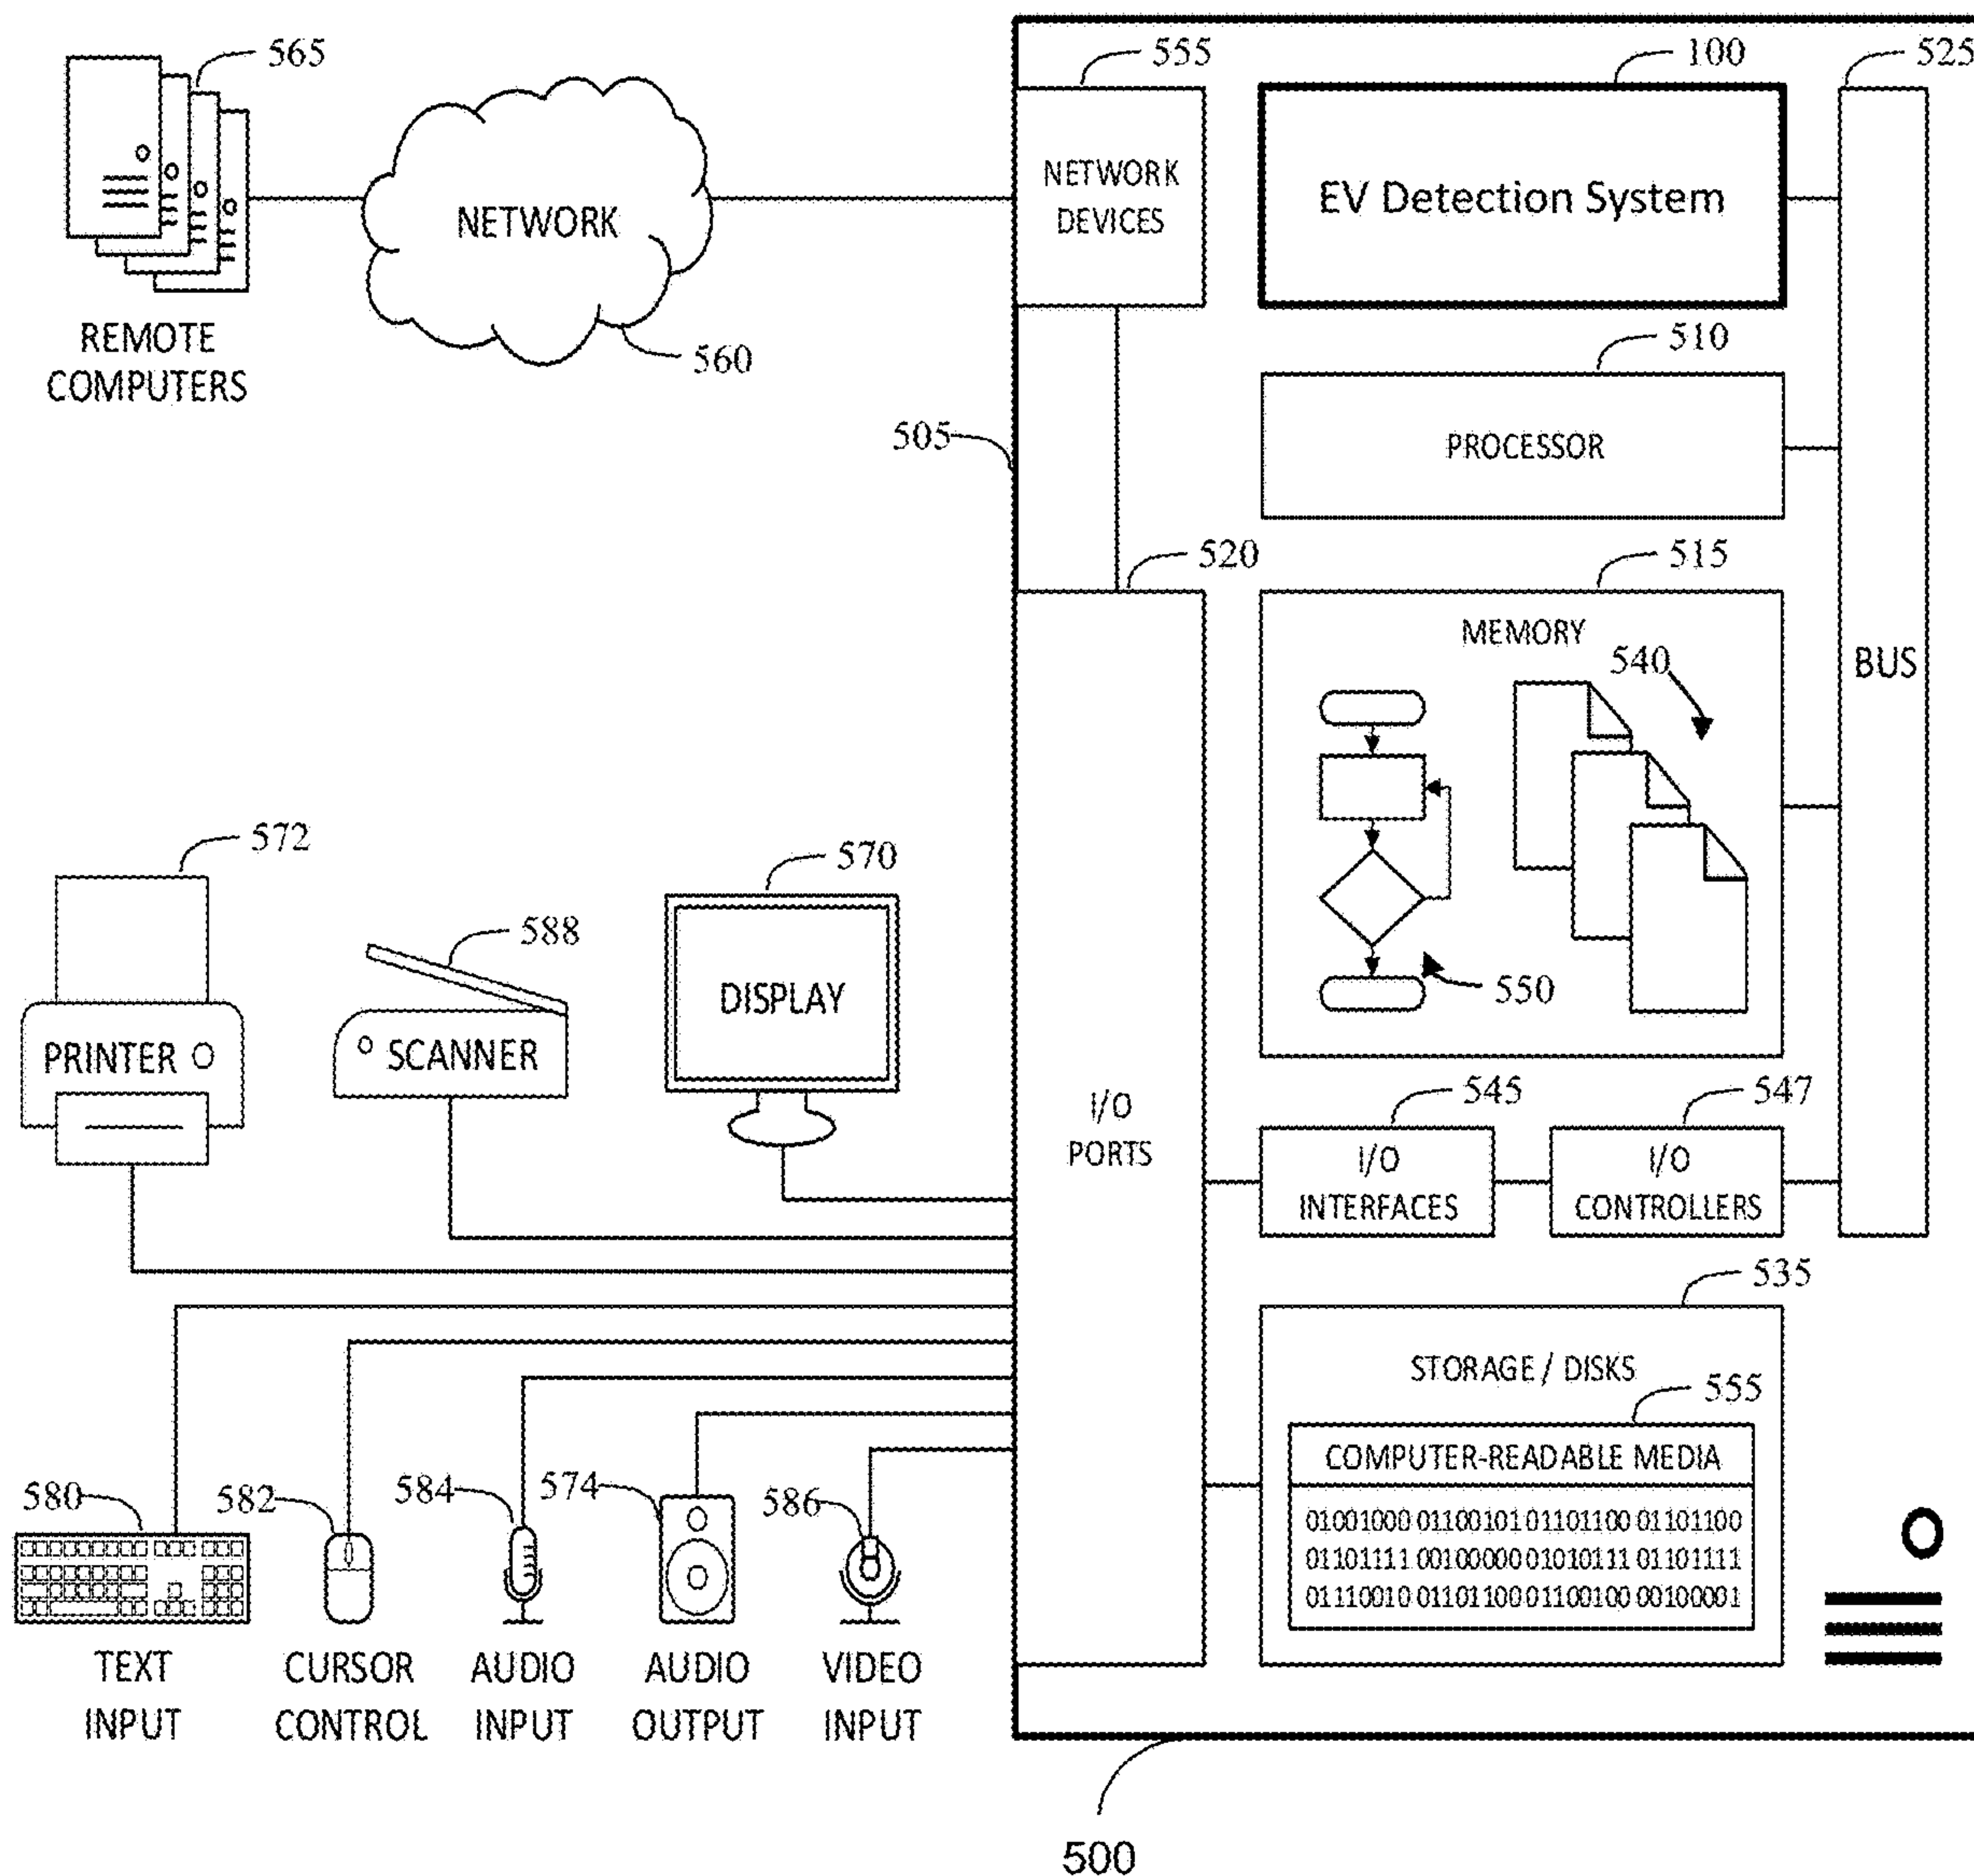 565
REMOTE
COMPUTERS
NETWORK
560
555
NETWORK
DEVICES
100
EV Detection System
525
BUS
505
510
PROCESSOR
520
I/O
PORTS
515
MEMORY
540
550
572
PRINTER
588
SCANNER
570
DISPLAY
545
I/O
INTERFACES
547
I/O
CONTROLLERS
535
STORAGE / DISKS
555
COMPUTER-READABLE MEDIA
01001000 01100101 01101100 01101100
01101111 00100000 01010111 01101111
01110010 01101100 01100100 00100001
580
TEXT
INPUT
582
CURSOR
CONTROL
584
AUDIO
INPUT
574
AUDIO
OUTPUT
586
VIDEO
INPUT
500